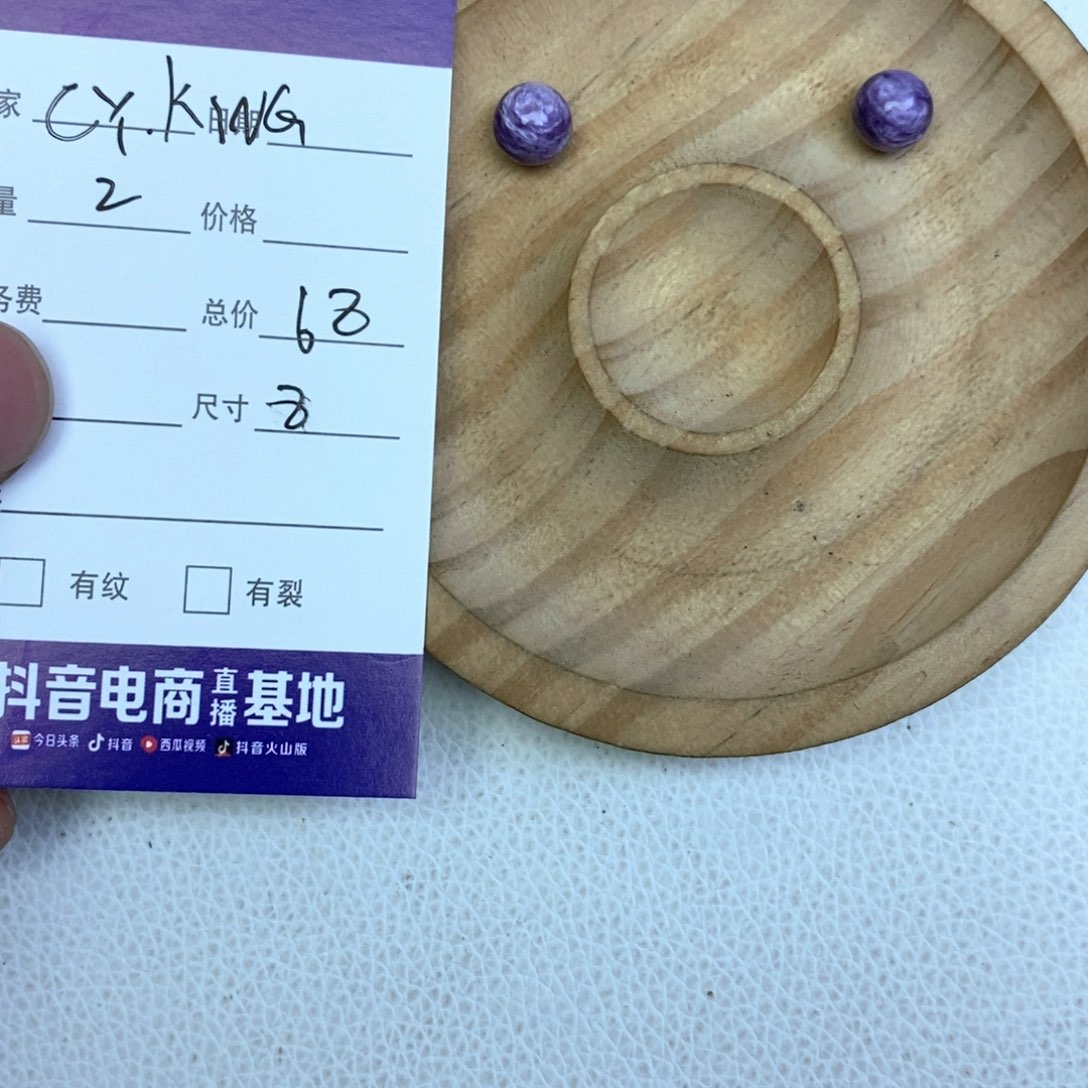 家 CY.KING 日期
量 2 价格
务费 总价 68
尺寸 8
有纹 有裂
抖音电商直播基地
今日头条 抖音 西瓜视频 抖音火山版